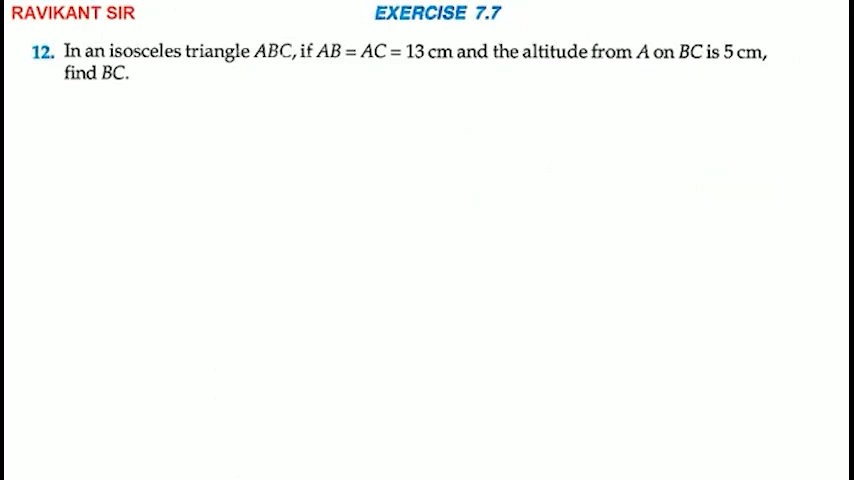 RAVIKANT SIR
EXERCISE 7.7
12. In an isosceles triangle ABC, if AB = AC = 13 cm and the altitude from A on BC is 5 cm,
find BC.